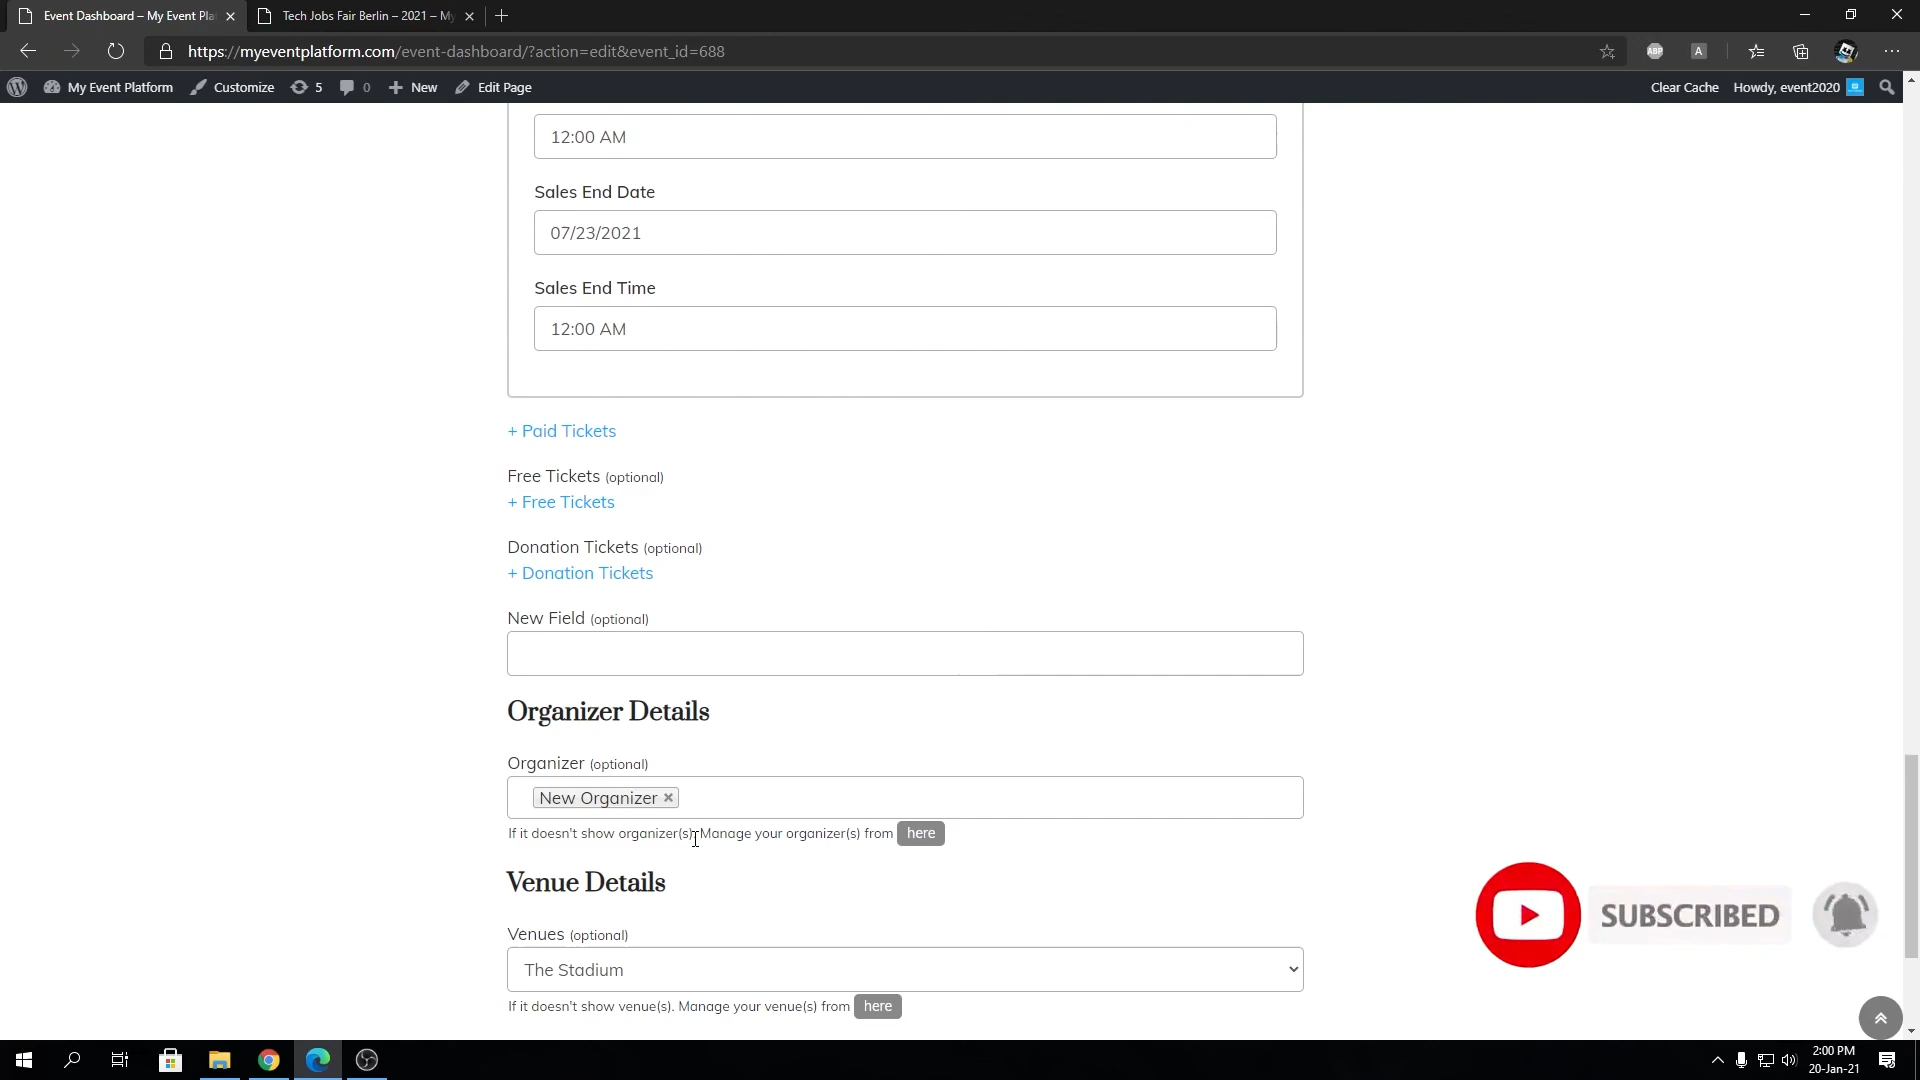 Event Dashboard – My Event Pla
Tech Jobs Fair Berlin – 2021 – My
https://myeventplatform.com/event-dashboard/?action=edit&event_id=688
ABP
A
My Event Platform
Customize
5
0
New
Edit Page
Clear Cache
Howdy, event2020
12:00 AM
Sales End Date
07/23/2021
Sales End Time
12:00 AM
+ Paid Tickets
Free Tickets (optional)
+ Free Tickets
Donation Tickets (optional)
+ Donation Tickets
New Field (optional)
Organizer Details
Organizer (optional)
New Organizer ×
If it doesn't show organizer(s). Manage your organizer(s) from here
Venue Details
Venues (optional)
The Stadium
If it doesn't show venue(s). Manage your venue(s) from here
SUBSCRIBED
2:00 PM
20-Jan-21